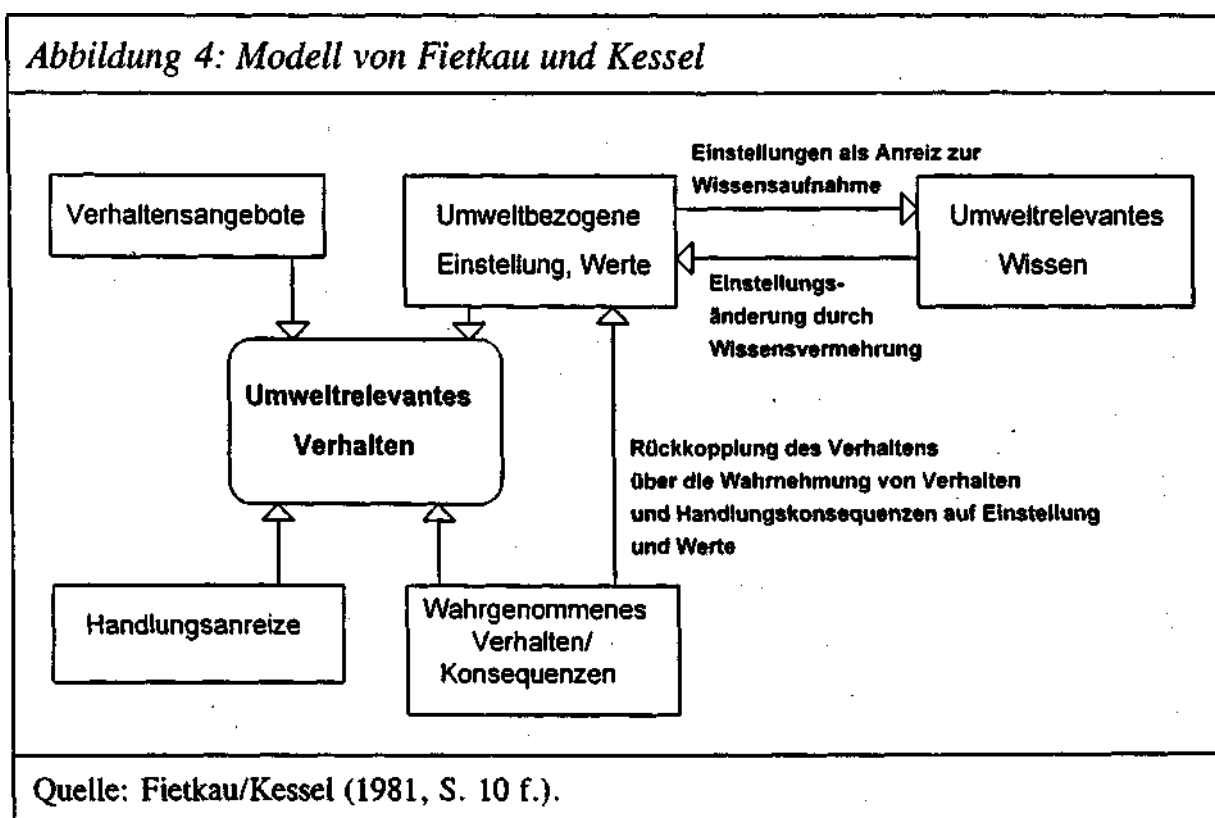 Abbildung 4: Modell von Fietkau und Kessel
Verhaltensangebote
Umweltbezogene
Einstellung, Werte
Einstellungen als Anreiz zur
Wissensaufnahme
Umweltrelevantes
Wissen
Einstellungs-
änderung durch
Wissensvermehrung
Umweltrelevantes
Verhalten
Rückkopplung des Verhaltens
über die Wahrnehmung von Verhalten
und Handlungskonsequenzen auf Einstellung
und Werte
Handlungsanreize
Wahrgenommenes
Verhalten/
Konsequenzen
Quelle: Fietkau/Kessel (1981, S. 10 f.).